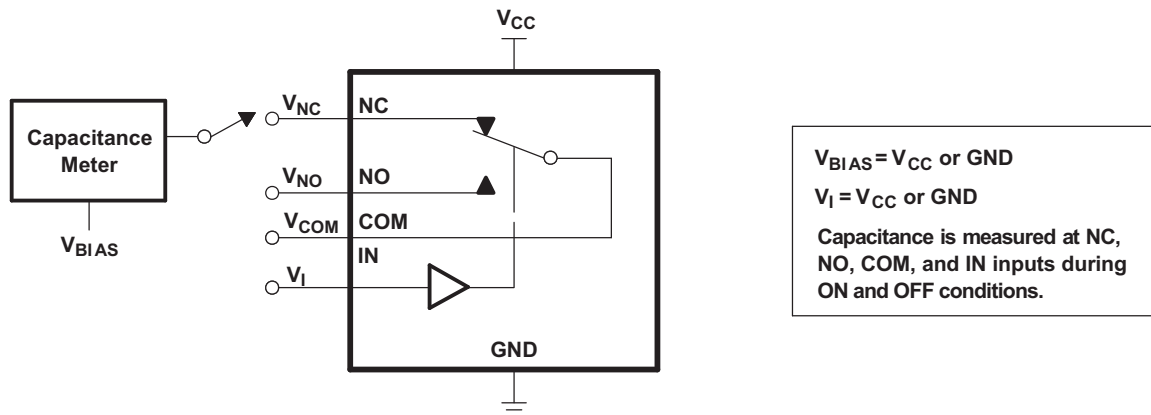 VCC
Capacitance
Meter
VBIAS
VNC
NC
VNO
NO
VCOM
COM
IN
VI
GND
VBIAS = VCC or GND
VI = VCC or GND
Capacitance is measured at NC,
NO, COM, and IN inputs during
ON and OFF conditions.